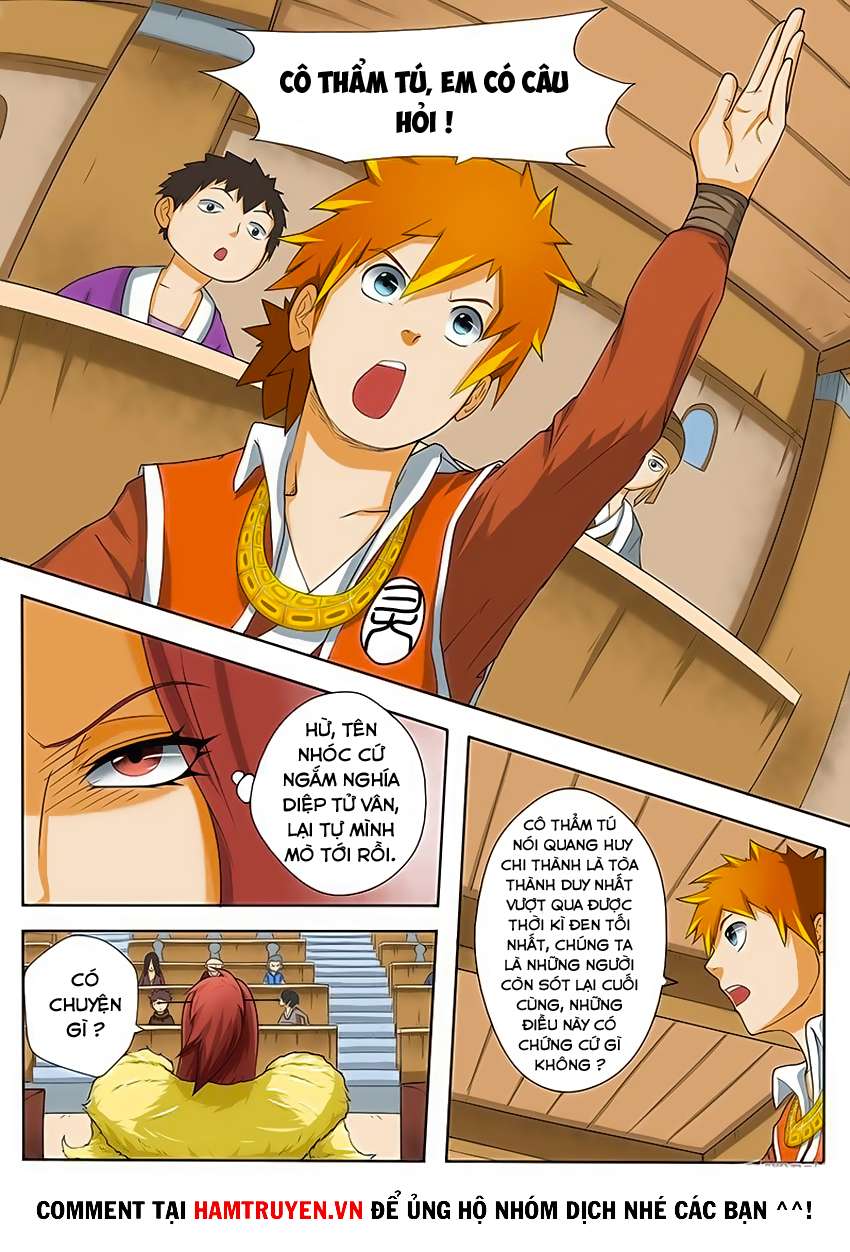 CÔ THẨM TÚ, EM CÓ CÂU
HỎI !
HỪ, TÊN
NHÓC CỨ
NGẮM NGHÍA
DIỆP TỬ VÂN,
LẠI TỰ MÌNH
MÒ TỚI RỒI.
CÓ
CHUYỆN
GÌ ?
CÔ THẨM TÚ
NÓI QUANG HUY
CHI THÀNH LÀ TÒA
THÀNH DUY NHẤT
VƯỢT QUA ĐƯỢC
THỜI KÌ ĐEN TỐI
NHẤT, CHÚNG TA
LÀ NHỮNG NGƯỜI
CÒN SÓT LẠI CUỐI
CÙNG, NHỮNG
ĐIỀU NÀY CÓ
CHỨNG CỨ GÌ
KHÔNG ?
COMMENT TẠI HAMTRUYEN.VN ĐỂ ỦNG HỘ NHÓM DỊCH NHÉ CÁC BẠN ^^!